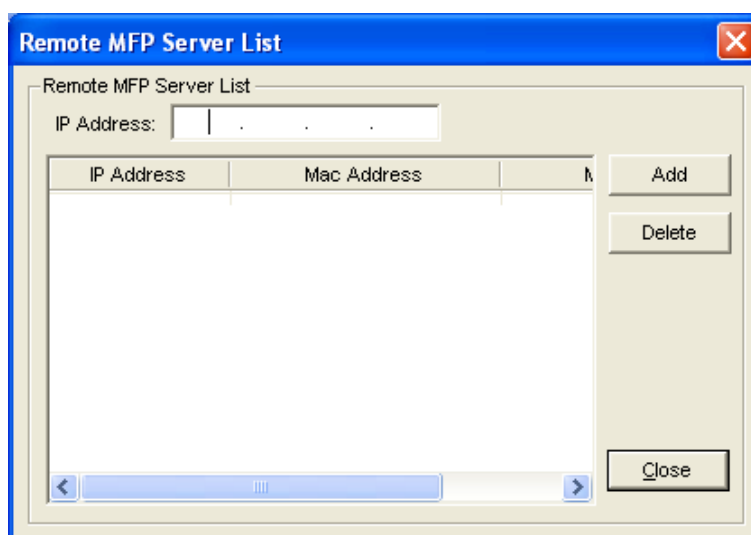 Remote MFP Server List
Remote MFP Server List
IP Address: . . .
IP Address Mac Address
Add
Delete
Close